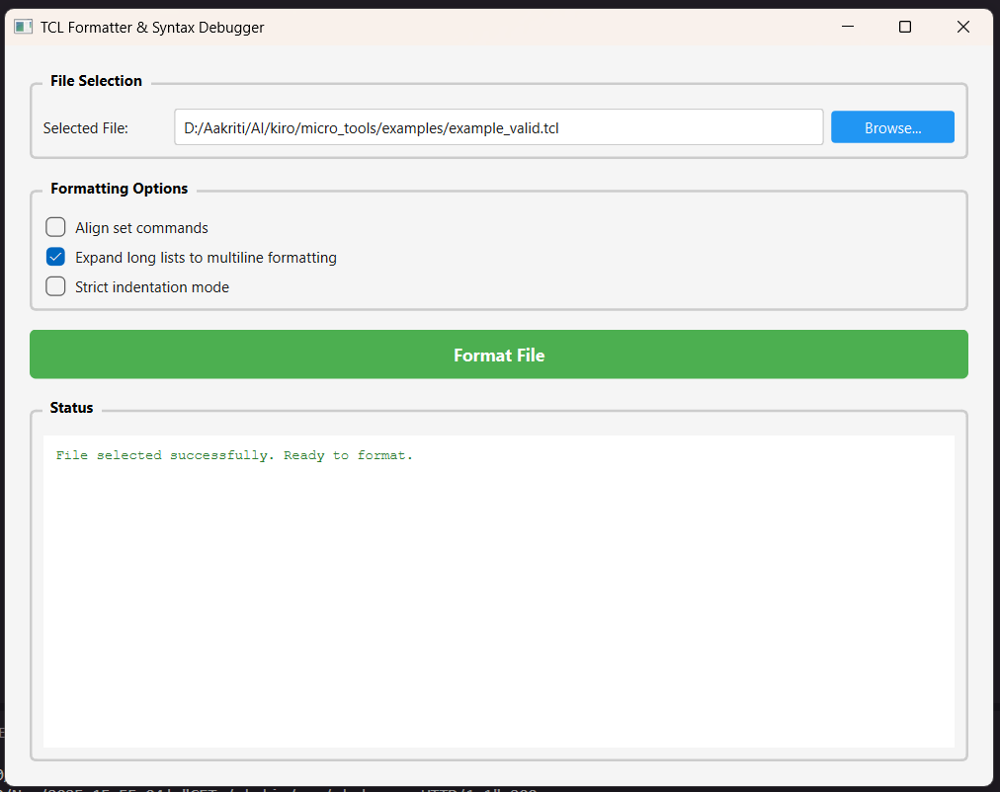 TCL Formatter & Syntax Debugger
File Selection
Selected File: D:/Aakriti/AI/kiro/micro_tools/examples/example_valid.tcl Browse...
Formatting Options
Align set commands
Expand long lists to multiline formatting
Strict indentation mode
Format File
Status
File selected successfully. Ready to format.